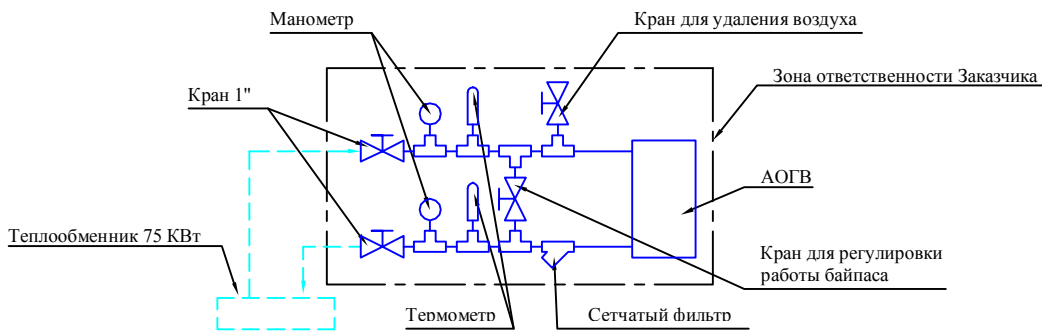 Манометр
Кран для удаления воздуха
Зона ответственности Заказчика
Кран 1"
АОГВ
Теплообменник 75 КВт
Кран для регулировки
работы байпаса
Термометр
Сетчатый фильтр